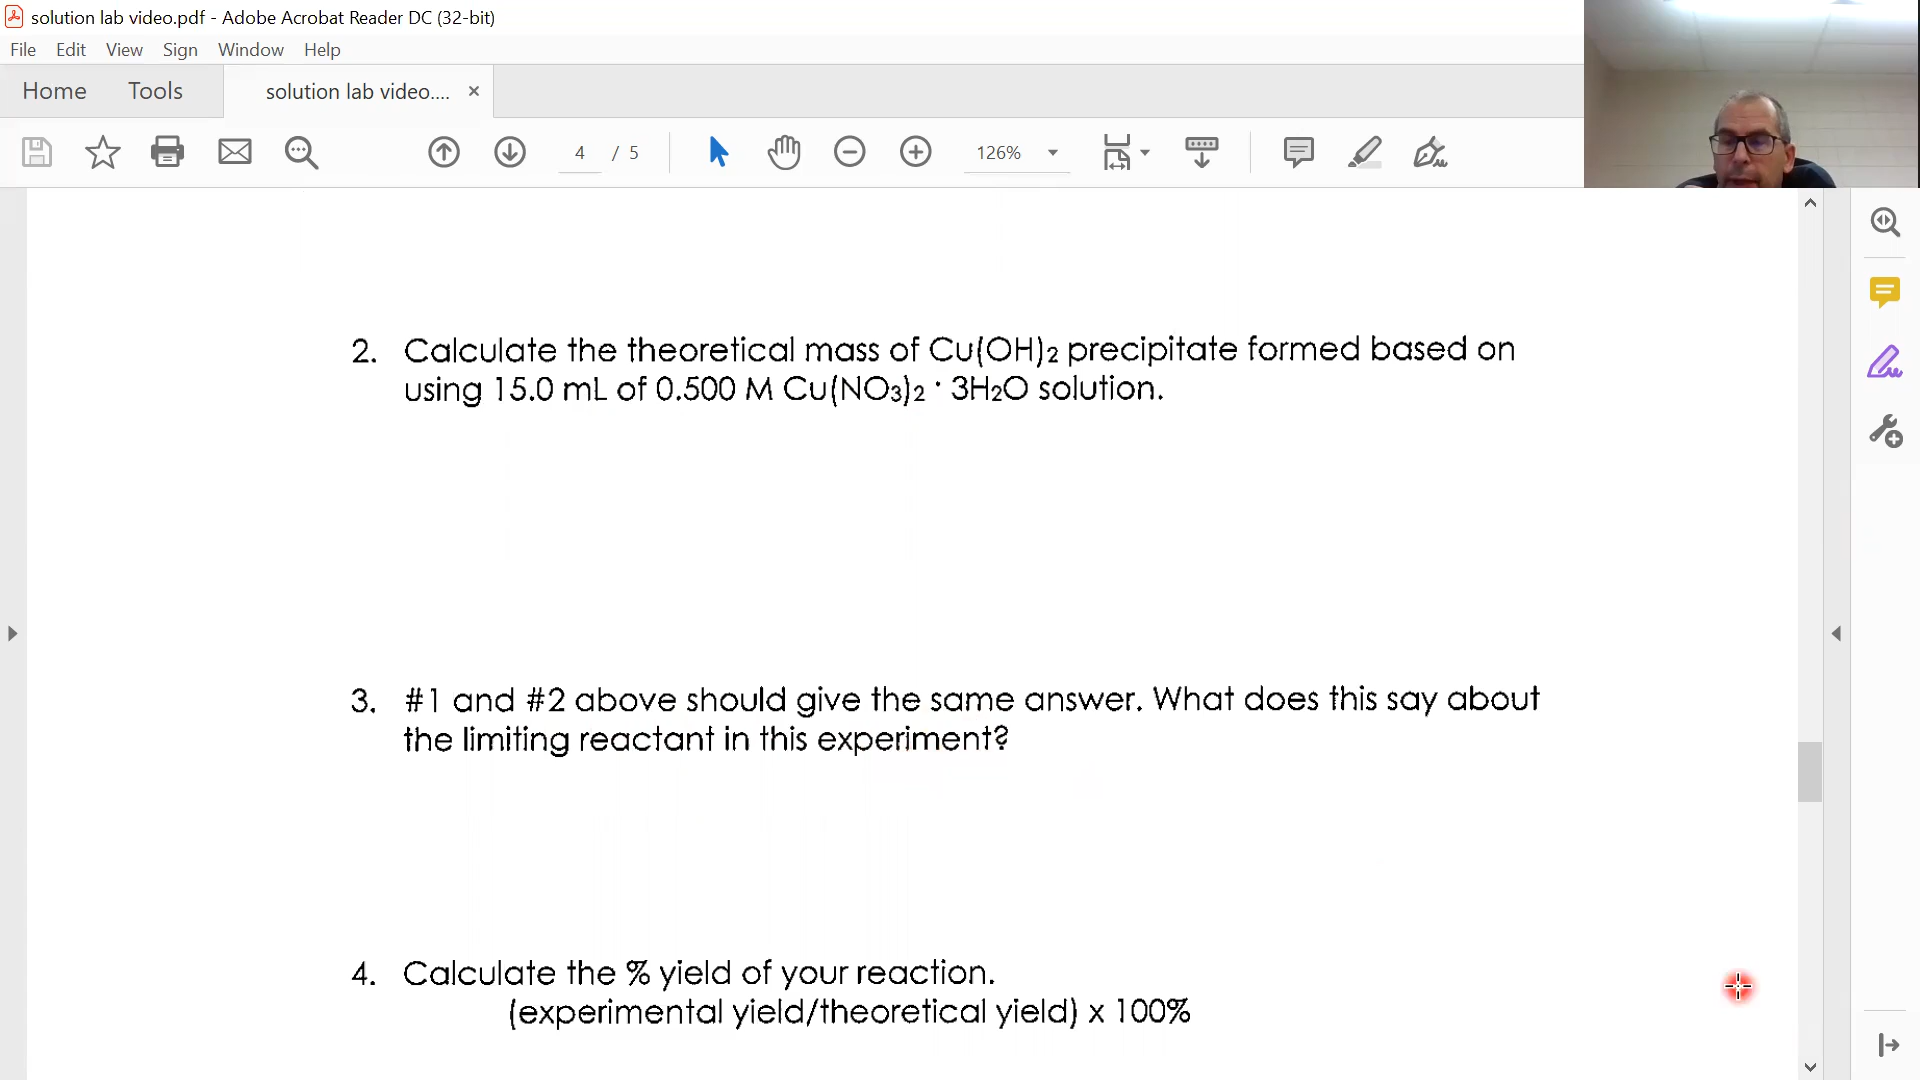 solution lab video.pdf - Adobe Acrobat Reader DC (32-bit)
File Edit View Sign Window Help
Home Tools solution lab video.... ×
4 / 5 126%
2. Calculate the theoretical mass of Cu(OH)2 precipitate formed based on
using 15.0 mL of 0.500 M Cu(NO3)2 · 3H2O solution.
3. #1 and #2 above should give the same answer. What does this say about
the limiting reactant in this experiment?
4. Calculate the % yield of your reaction.
(experimental yield/theoretical yield) x 100%